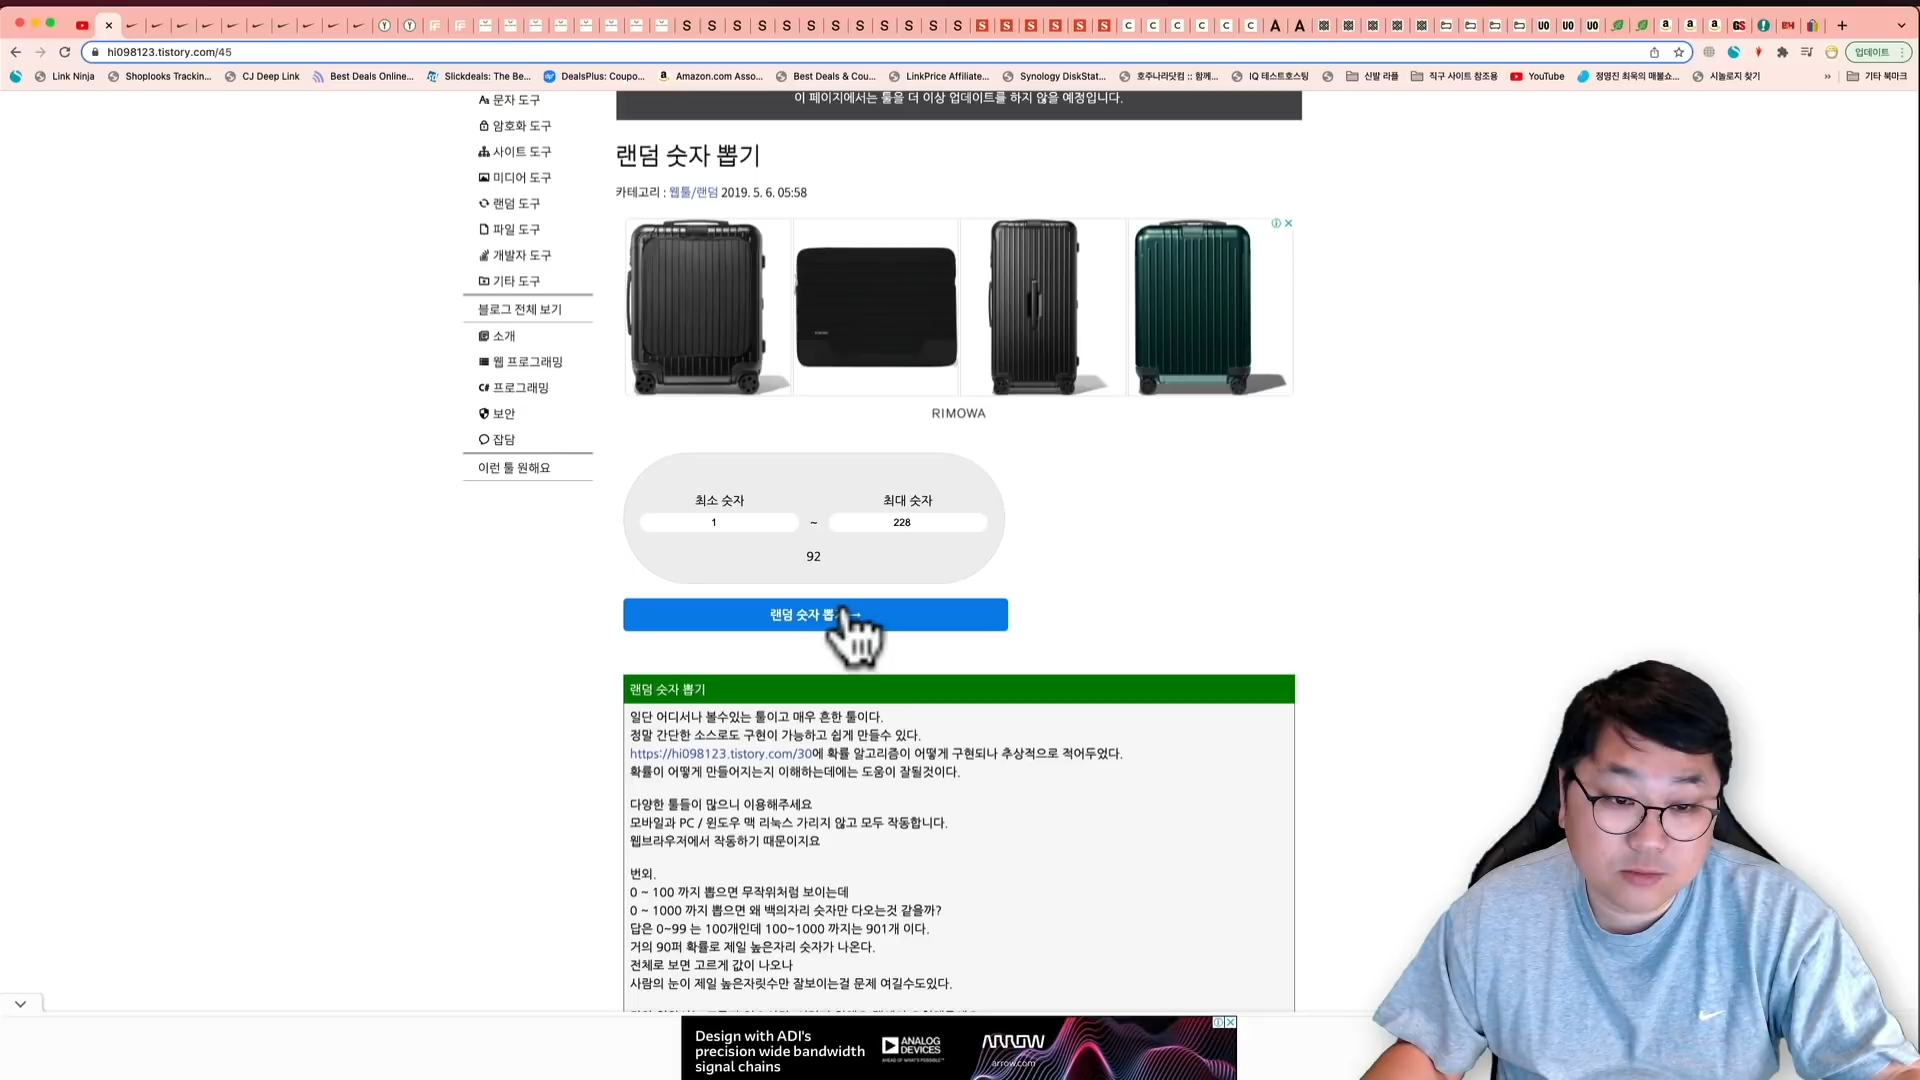 hi098123.tistory.com/45
업데이트
Link Ninja
Shoplooks Trackin...
CJ Deep Link
Best Deals Online...
Slickdeals: The Be...
DealsPlus: Coupo...
Amazon.com Asso...
Best Deals & Cou...
LinkPrice Affiliate...
Synology DiskStat...
호주나라닷컴 :: 함께...
IQ 테스트호스팅
신발 라플
직구 사이트 참조용
YouTube
정영진 최욱의 매불쇼...
시놀로지 찾기
»
기타 북마크
Aa 문자 도구
암호화 도구
사이트 도구
미디어 도구
랜덤 도구
파일 도구
개발자 도구
기타 도구
블로그 전체 보기
소개
웹 프로그래밍
C# 프로그래밍
보안
잡담
이런 툴 원해요
이 페이지에서는 툴을 더 이상 업데이트를 하지 않을 예정입니다.
랜덤 숫자 뽑기
카테고리 : 웹툴/랜덤 2019. 5. 6. 05:58
RIMOWA
최소 숫자 최대 숫자
1 ~ 228
92
랜덤 숫자 뽑 →
랜덤 숫자 뽑기
일단 어디서나 볼수있는 툴이고 매우 흔한 툴이다.
정말 간단한 소스로도 구현이 가능하고 쉽게 만들수 있다.
https://hi098123.tistory.com/30에 확률 알고리즘이 어떻게 구현되나 추상적으로 적어두었다.
확률이 어떻게 만들어지는지 이해하는데에는 도움이 잘될것이다.
다양한 툴들이 많으니 이용해주세요
모바일과 PC / 윈도우 맥 리눅스 가리지 않고 모두 작동합니다.
웹브라우저에서 작동하기 때문이지요
번외.
0 ~ 100 까지 뽑으면 무작위처럼 보이는데
0 ~ 1000 까지 뽑으면 왜 백의자리 숫자만 다오는것 같을까?
답은 0~99 는 100개인데 100~1000 까지는 901개 이다.
거의 90퍼 확률로 제일 높은자리 숫자가 나온다.
전체로 보면 고르게 값이 나오나
사람의 눈이 제일 높은자릿수만 잘보이는걸 문제 여길수도있다.
Design with ADI's
precision wide bandwidth
signal chains
ANALOG
DEVICES
AHEAD OF WHAT'S POSSIBLE™
ARROW
arrow.com